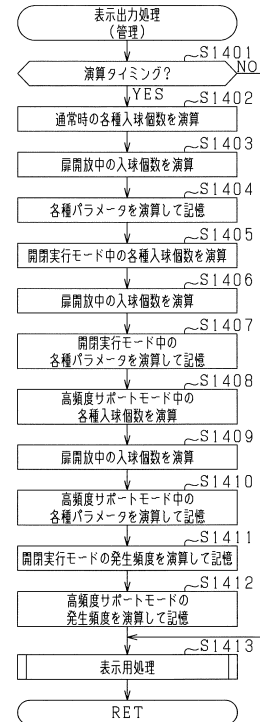 表示出力処理
(管理)
S1401
演算タイミング?
NO
YES
S1402
通常時の各種入球個数を演算
S1403
扉開放中の入球個数を演算
S1404
各種パラメータを演算して記憶
S1405
開閉実行モード中の各種入球個数を演算
S1406
扉開放中の入球個数を演算
S1407
開閉実行モード中の
各種パラメータを演算して記憶
S1408
高頻度サポートモード中の
各種入球個数を演算
S1409
扉開放中の入球個数を演算
S1410
高頻度サポートモード中の
各種パラメータを演算して記憶
S1411
開閉実行モードの発生頻度を演算して記憶
S1412
高頻度サポートモードの
発生頻度を演算して記憶
S1413
表示用処理
RET